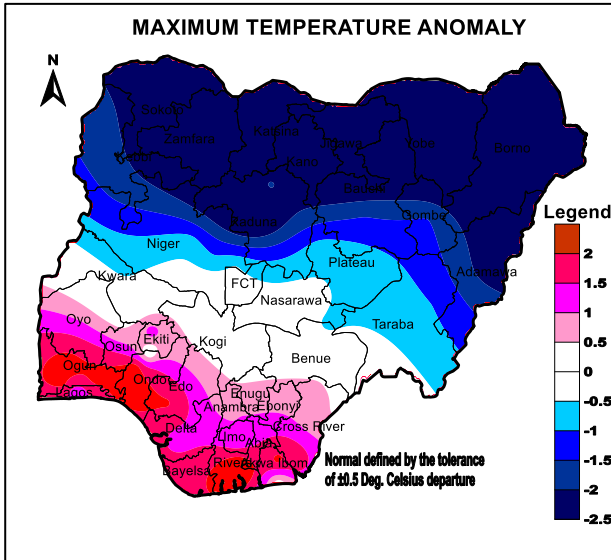 MAXIMUM TEMPERATURE ANOMALY
N
Sokoto
Zamfara
Katsina
Jigawa
Yobe
Borno
Kebbi
Kano
Bauchi
Kaduna
Gombe
Niger
Plateau
Adamawa
Kwara
FCT
Nasarawa
Taraba
Oyo
Osun
Ekiti
Kogi
Benue
Ogun
Ondo
Edo
Enugu
Lagos
Anambra
Ebonyi
Delta
Imo
Abia
Cross River
Bayelsa
Rivers
Akwa Ibom
Normal defined by the tolerance
of ±0.5 Deg. Celsius departure
Legend
2
1.5
1
0.5
0
-0.5
-1
-1.5
-2
-2.5